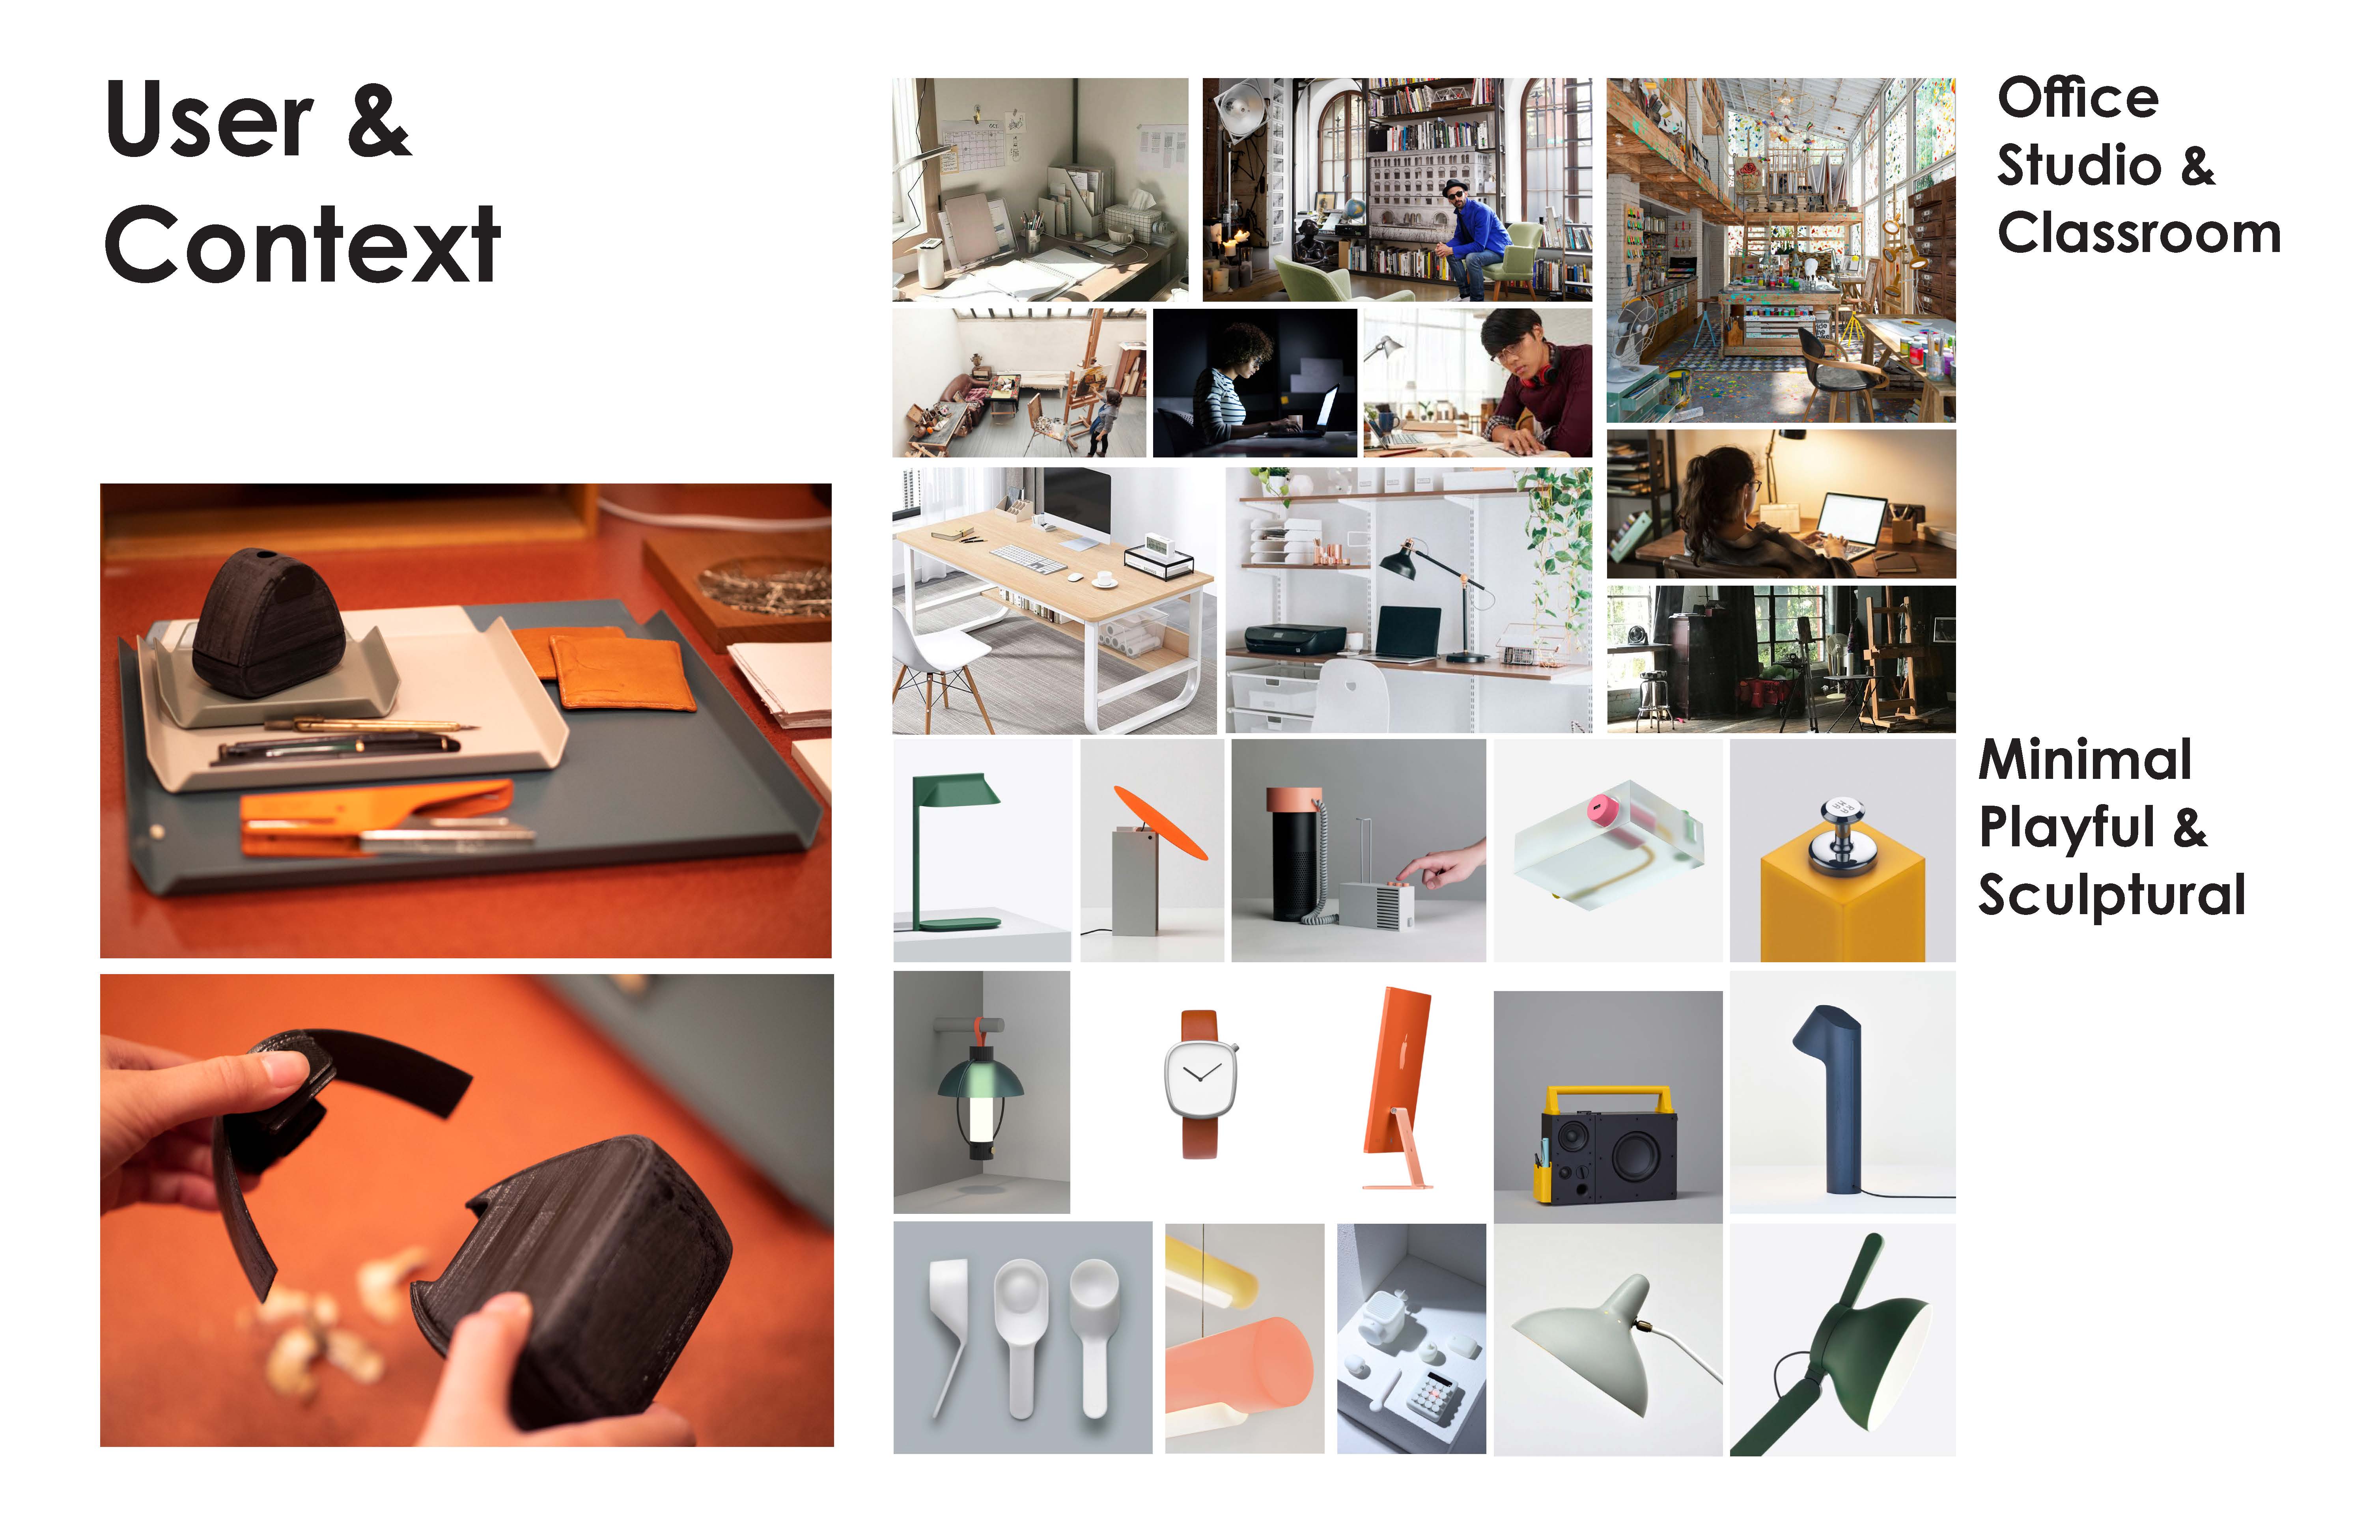 User &
Context
Office
Studio &
Classroom
Minimal
Playful &
Sculptural